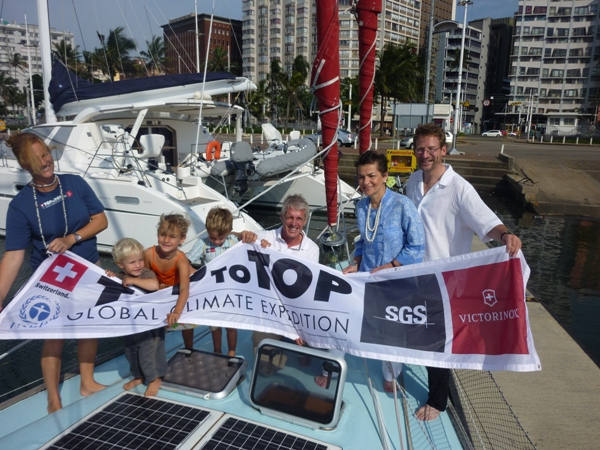 Switzerland.
TOP TO TOP
GLOBAL CLIMATE EXPEDITION
SGS
VICTORINOX